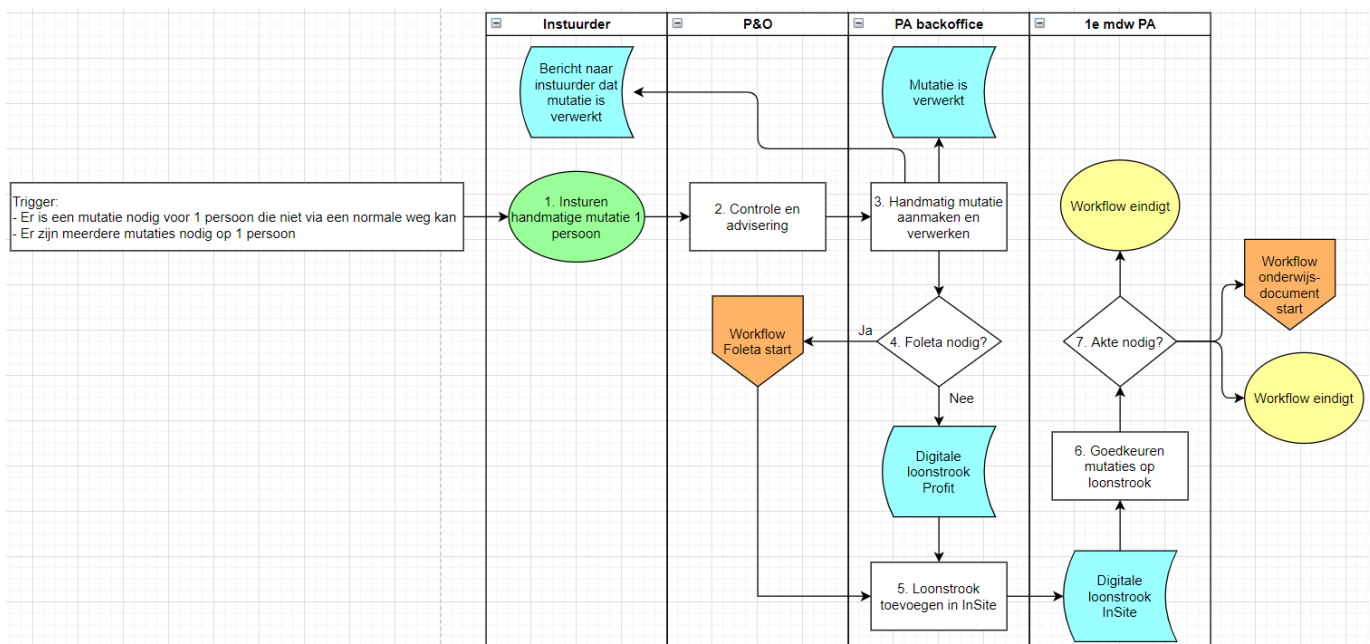 Instuurder
P&O
PA backoffice
1e mdw PA
Bericht naar
instuurder dat
mutatie is
verwerkt
Mutatie is
verwerkt
Trigger:
- Er is een mutatie nodig voor 1 persoon die niet via een normale weg kan
- Er zijn meerdere mutaties nodig op 1 persoon
1. Insturen
handmatige mutatie 1
persoon
2. Controle en
advisering
3. Handmatig mutatie
aanmaken en
verwerken
Workflow eindigt
Workflow
onderwijs-
document
start
Workflow
Foleta start
Ja
4. Foleta nodig?
7. Akte nodig?
Nee
Workflow eindigt
Digitale
loonstrook
Profit
6. Goedkeuren
mutaties op
loonstrook
5. Loonstrook
toevoegen in InSite
Digitale
loonstrook
InSite